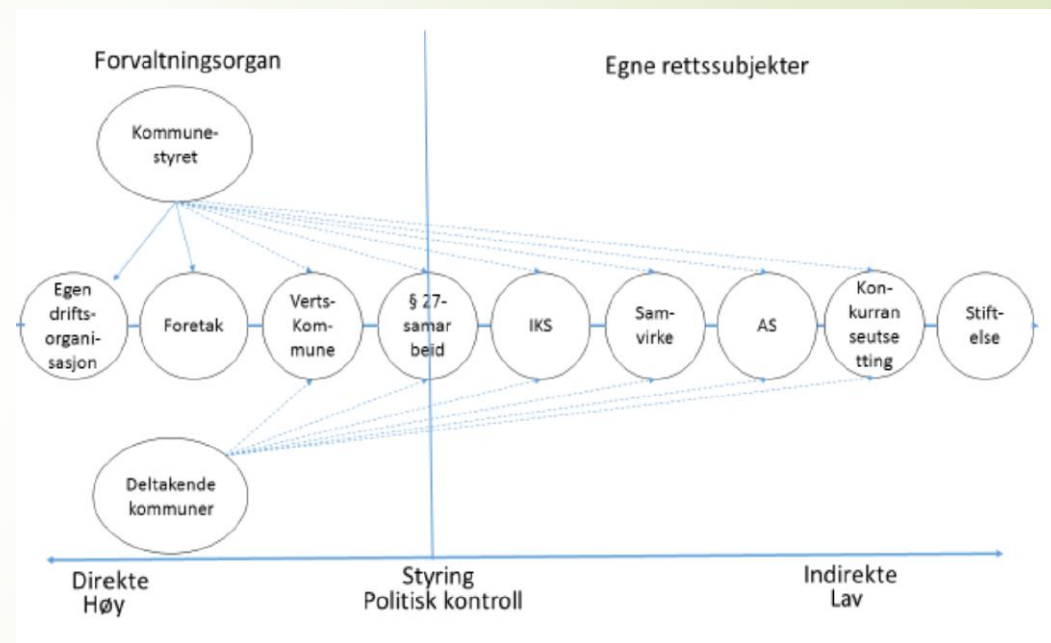 Forvaltningsorgan
Egne rettssubjekter
Kommune-
styret
Egen
drifts-
organi-
sasjon
Foretak
Verts-
Kom-
mune
§ 27-
samar
beid
IKS
Sam-
virke
AS
Kon-
kurran
seutse
tting
Stift-
else
Deltakende
kommuner
Direkte
Høy
Styring
Politisk kontroll
Indirekte
Lav